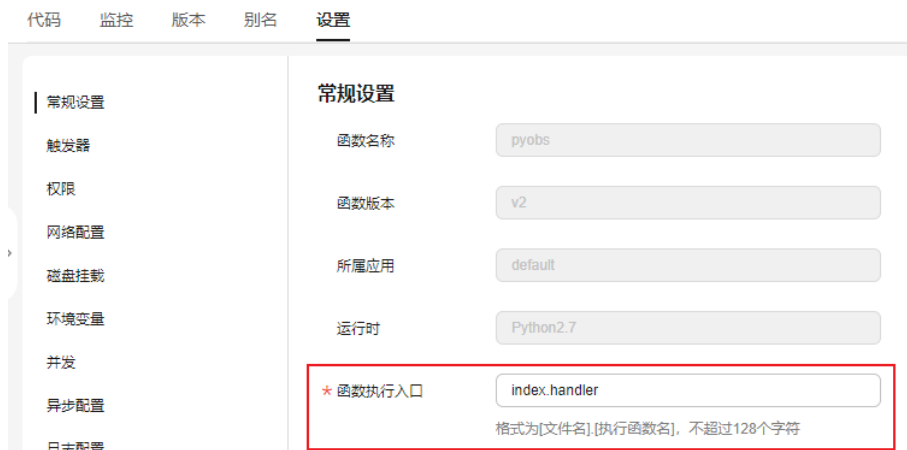 代码 监控 版本 别名 设置
常规设置
触发器
权限
网络配置
磁盘挂载
环境变量
并发
异步配置
日志配置
常规设置
函数名称 pyobs
函数版本 v2
所属应用 default
运行时 Python2.7
* 函数执行入口 index.handler
格式为[文件名].[执行函数名]，不超过128个字符